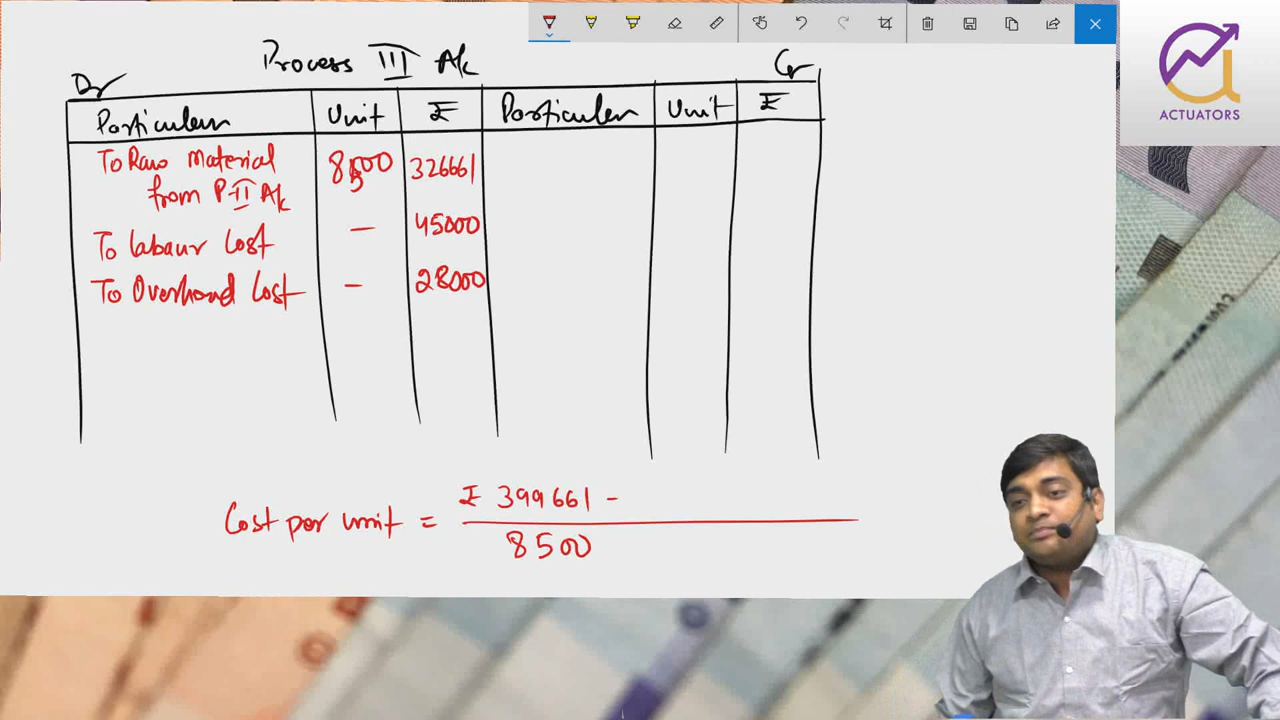 ACTUATORS
Process III A/c
Dr
Cr
Particulars Unit ₹ Particulars Unit ₹
To Raw Material 8500 326661
from P-II A/c
To Labour Cost — 45000
To Overhead Cost — 28000
Cost per unit = ₹ 399661 -
8500